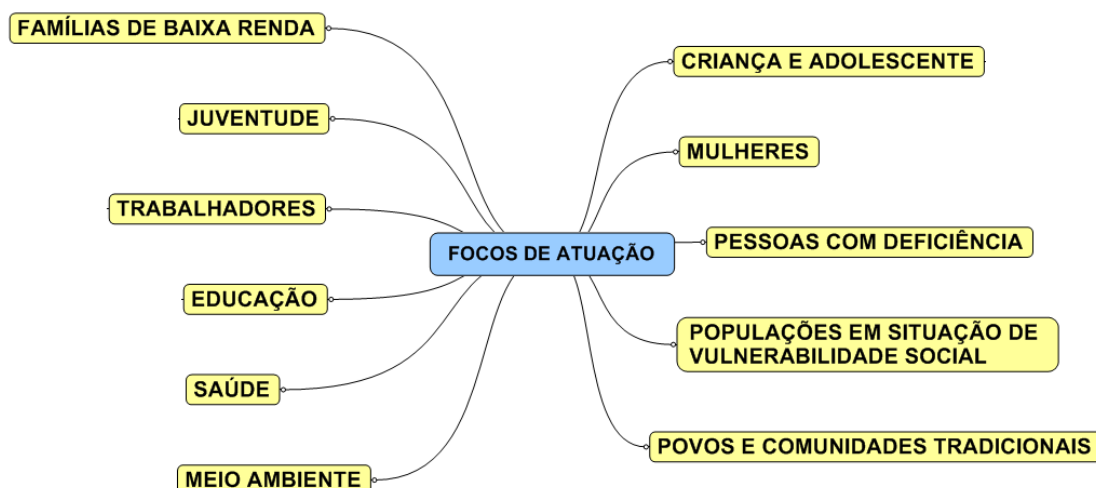 FAMÍLIAS DE BAIXA RENDA
JUVENTUDE
TRABALHADORES
EDUCAÇÃO
SAÚDE
MEIO AMBIENTE
FOCOS DE ATUAÇÃO
CRIANÇA E ADOLESCENTE
MULHERES
PESSOAS COM DEFICIÊNCIA
POPULAÇÕES EM SITUAÇÃO DE
VULNERABILIDADE SOCIAL
POVOS E COMUNIDADES TRADICIONAIS